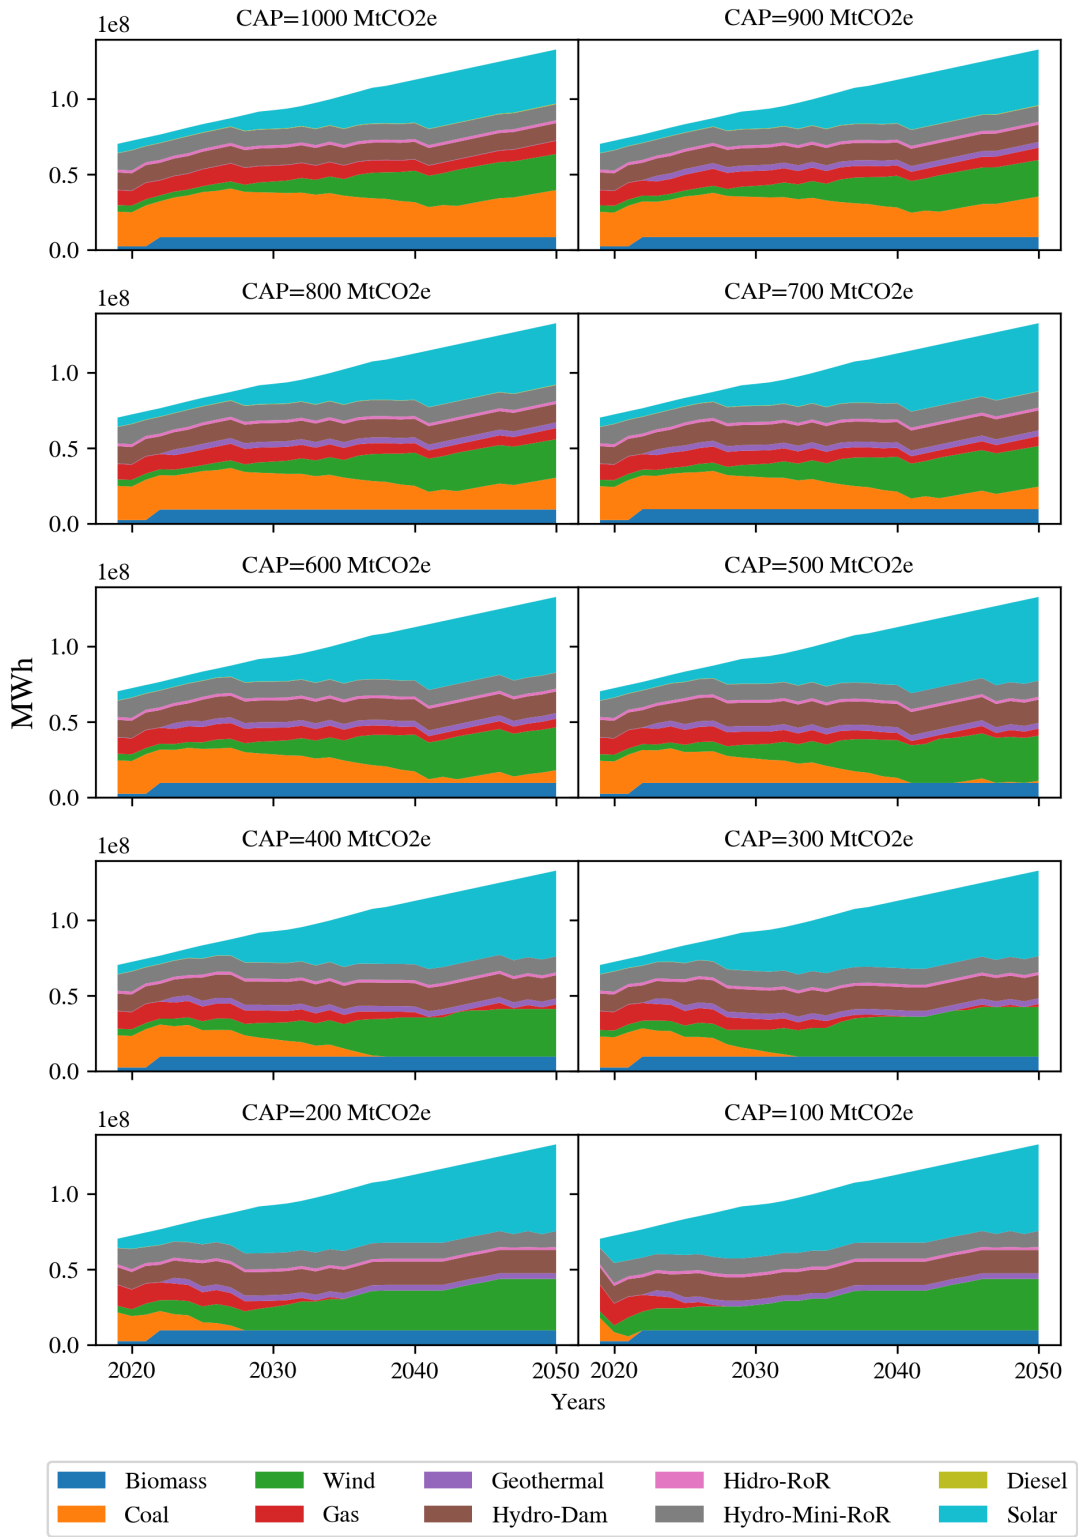 CAP=1000 MtCO2e CAP=900 MtCO2e
1e8
1.0
0.5
0.0
CAP=800 MtCO2e CAP=700 MtCO2e
1e8
1.0
0.5
0.0
CAP=600 MtCO2e CAP=500 MtCO2e
1e8
1.0
0.5
0.0
MWh
CAP=400 MtCO2e CAP=300 MtCO2e
1e8
1.0
0.5
0.0
CAP=200 MtCO2e CAP=100 MtCO2e
1e8
1.0
0.5
0.0
2020 2030 2040 2050 2020 2030 2040 2050
Years
Biomass Wind Geothermal Hidro-RoR Diesel
Coal Gas Hydro-Dam Hydro-Mini-RoR Solar